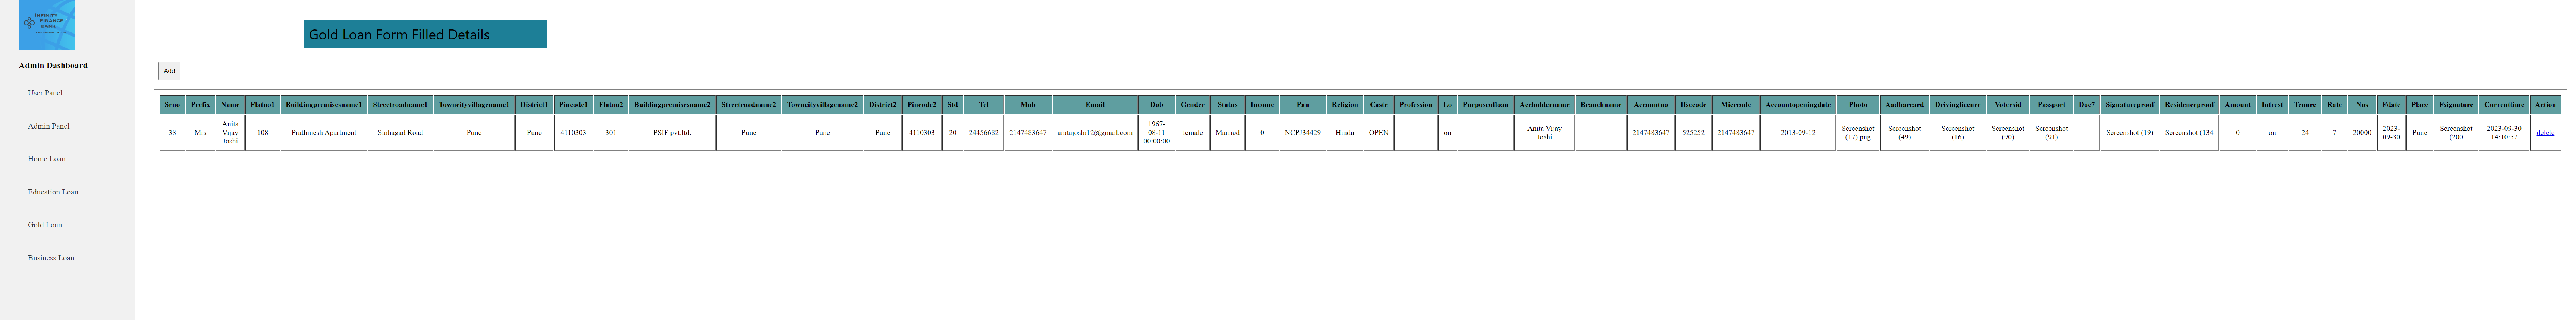 INFINITY
FINANCE
BANK
Gold Loan Form Filled Details
Admin Dashboard
Add
User Panel
Admin Panel
Home Loan
Education Loan
Gold Loan
Business Loan
Srno Prefix Name Flatno1 Buildingpremisesname1 Streetroadname1 Towncityvillagename1 District1 Pincode1 Flatno2 Buildingpremisesname2 Streetroadname2 Towncityvillagename2 District2 Pincode2 Std Tel Mob Email Dob Gender Status Income Pan Religion Caste Profession Lo Purposeofloan Accholdername Branchname Accountno Ifsccode Micrcode Accountopeningdate Photo Aadharcard Drivinglicence Votersid Passport Doc7 Signatureproof Residenceproof Amount Intrest Tenure Rate Nos Fdate Place Fsignature Currenttime Action
38 Mrs Anita Vijay Joshi 108 Prathmesh Apartment Sinhagad Road Pune Pune 4110303 301 PSIF pvt.ltd. Pune Pune Pune 4110303 20 24456682 2147483647 anitajoshi12@gmail.com 1967-08-11 00:00:00 female Married 0 NCPJ34429 Hindu OPEN on Anita Vijay Joshi 2147483647 525252 2147483647 2013-09-12 Screenshot (17).png Screenshot (49) Screenshot (16) Screenshot (90) Screenshot (91) Screenshot (19) Screenshot (134 0 on 24 7 20000 2023-09-30 Pune Screenshot (200 2023-09-30 14:10:57 delete